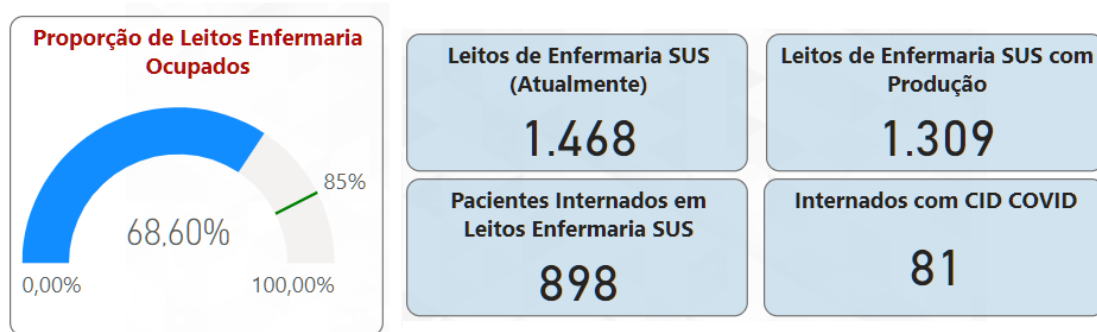 Proporção de Leitos Enfermaria
Ocupados
85%
68,60%
0,00%
100,00%
Leitos de Enfermaria SUS
(Atualmente)
1.468
Leitos de Enfermaria SUS com
Produção
1.309
Pacientes Internados em
Leitos Enfermaria SUS
898
Internados com CID COVID
81